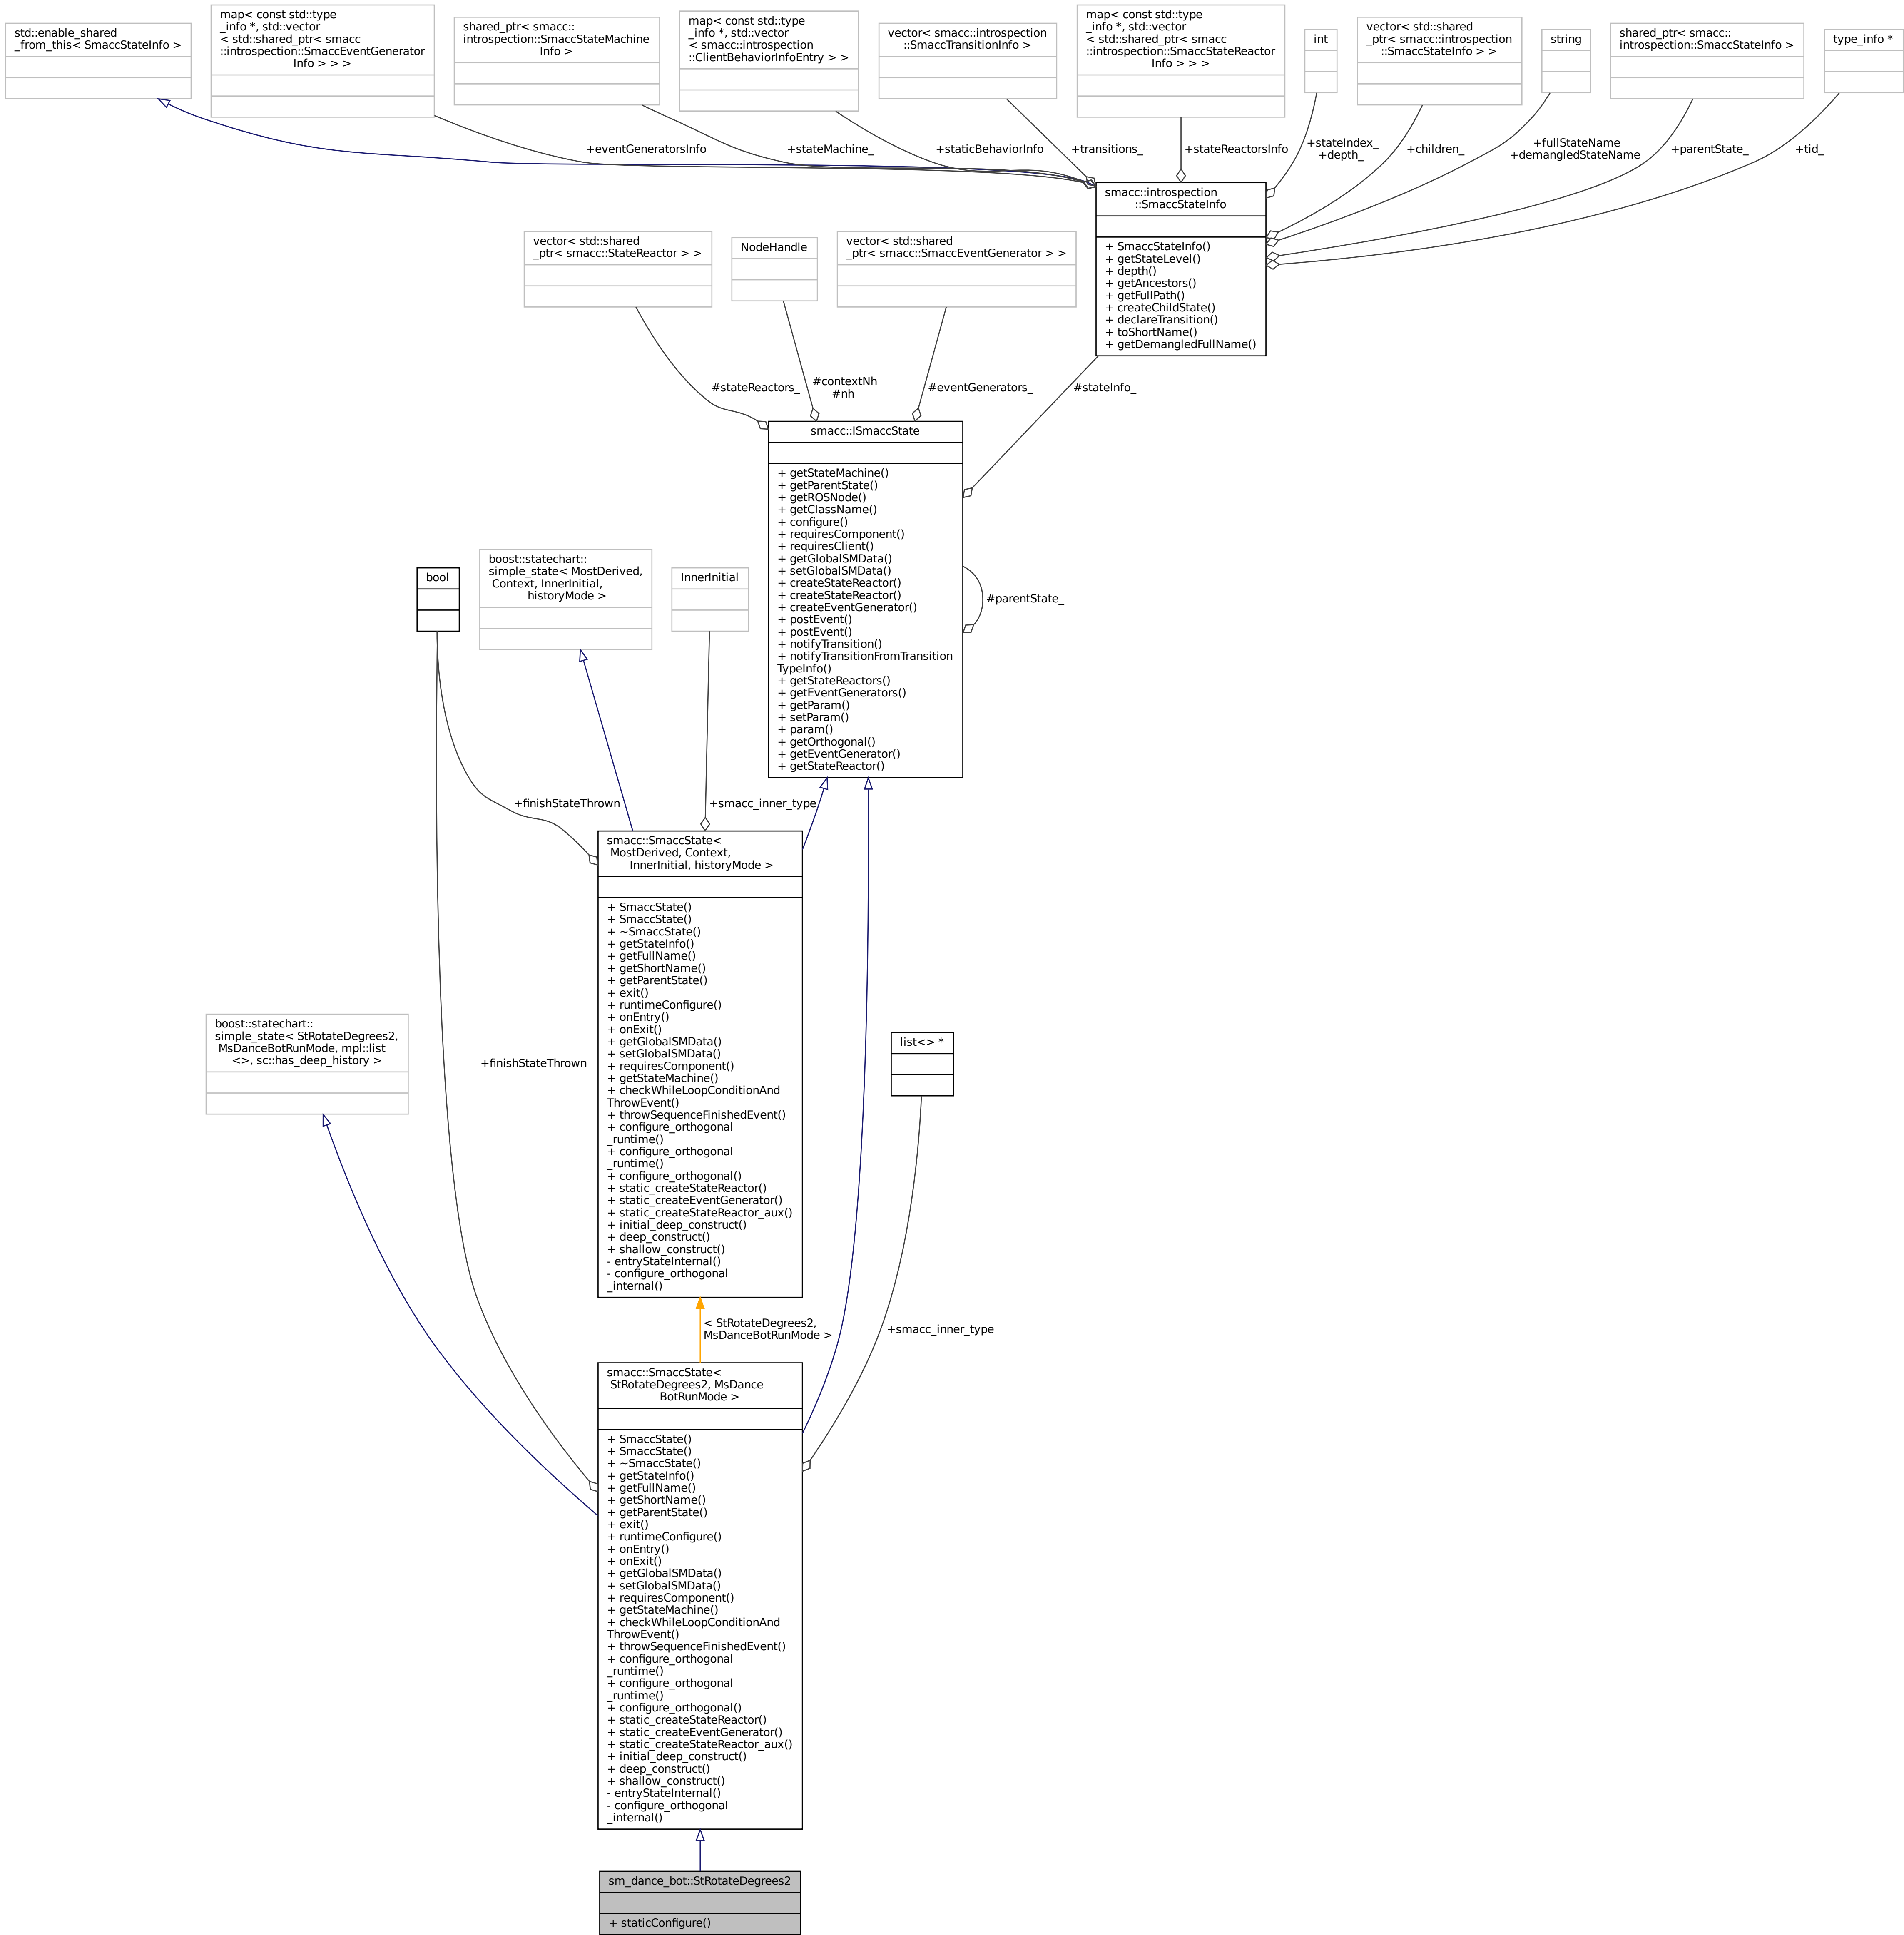 std::enable_shared
_from_this< SmaccStateInfo >
map< const std::type
_info *, std::vector
< std::shared_ptr< smacc
::introspection::SmaccEventGenerator
Info > > >
shared_ptr< smacc::
introspection::SmaccStateMachine
Info >
map< const std::type
_info *, std::vector
< smacc::introspection
::ClientBehaviorInfoEntry > >
vector< smacc::introspection
::SmaccTransitionInfo >
map< const std::type
_info *, std::vector
< std::shared_ptr< smacc
::introspection::SmaccStateReactor
Info > > >
int
vector< std::shared
_ptr< smacc::introspection
::SmaccStateInfo > >
string
shared_ptr< smacc::
introspection::SmaccStateInfo >
type_info *
+eventGeneratorsInfo
+stateMachine_
+staticBehaviorInfo
+transitions_
+stateReactorsInfo
+stateIndex_
+depth_
+children_
+fullStateName
+demangledStateName
+parentState_
+tid_
smacc::introspection
::SmaccStateInfo
+ SmaccStateInfo()
+ getStateLevel()
+ depth()
+ getAncestors()
+ getFullPath()
+ createChildState()
+ declareTransition()
+ toShortName()
+ getDemangledFullName()
vector< std::shared
_ptr< smacc::StateReactor > >
NodeHandle
vector< std::shared
_ptr< smacc::SmaccEventGenerator > >
#stateReactors_
#contextNh
#nh
#eventGenerators_
#stateInfo_
smacc::ISmaccState
+ getStateMachine()
+ getParentState()
+ getROSNode()
+ getClassName()
+ configure()
+ requiresComponent()
+ requiresClient()
+ getGlobalSMData()
+ setGlobalSMData()
+ createStateReactor()
+ createStateReactor()
+ createEventGenerator()
+ postEvent()
+ postEvent()
+ notifyTransition()
+ notifyTransitionFromTransition
TypeInfo()
+ getStateReactors()
+ getEventGenerators()
+ getParam()
+ setParam()
+ param()
+ getOrthogonal()
+ getEventGenerator()
+ getStateReactor()
#parentState_
bool
boost::statechart::
simple_state< MostDerived,
Context, InnerInitial,
historyMode >
InnerInitial
+finishStateThrown
+smacc_inner_type
smacc::SmaccState<
MostDerived, Context,
InnerInitial, historyMode >
+ SmaccState()
+ SmaccState()
+ ~SmaccState()
+ getStateInfo()
+ getFullName()
+ getShortName()
+ getParentState()
+ exit()
+ runtimeConfigure()
+ onEntry()
+ onExit()
+ getGlobalSMData()
+ setGlobalSMData()
+ requiresComponent()
+ getStateMachine()
+ checkWhileLoopConditionAnd
ThrowEvent()
+ throwSequenceFinishedEvent()
+ configure_orthogonal
_runtime()
+ configure_orthogonal
_runtime()
+ configure_orthogonal()
+ static_createStateReactor()
+ static_createEventGenerator()
+ static_createStateReactor_aux()
+ initial_deep_construct()
+ deep_construct()
+ shallow_construct()
- entryStateInternal()
- configure_orthogonal
_internal()
boost::statechart::
simple_state< StRotateDegrees2,
MsDanceBotRunMode, mpl::list
<>, sc::has_deep_history >
+finishStateThrown
list<> *
< StRotateDegrees2,
MsDanceBotRunMode >
+smacc_inner_type
smacc::SmaccState<
StRotateDegrees2, MsDance
BotRunMode >
+ SmaccState()
+ SmaccState()
+ ~SmaccState()
+ getStateInfo()
+ getFullName()
+ getShortName()
+ getParentState()
+ exit()
+ runtimeConfigure()
+ onEntry()
+ onExit()
+ getGlobalSMData()
+ setGlobalSMData()
+ requiresComponent()
+ getStateMachine()
+ checkWhileLoopConditionAnd
ThrowEvent()
+ throwSequenceFinishedEvent()
+ configure_orthogonal
_runtime()
+ configure_orthogonal
_runtime()
+ configure_orthogonal()
+ static_createStateReactor()
+ static_createEventGenerator()
+ static_createStateReactor_aux()
+ initial_deep_construct()
+ deep_construct()
+ shallow_construct()
- entryStateInternal()
- configure_orthogonal
_internal()
sm_dance_bot::StRotateDegrees2
+ staticConfigure()